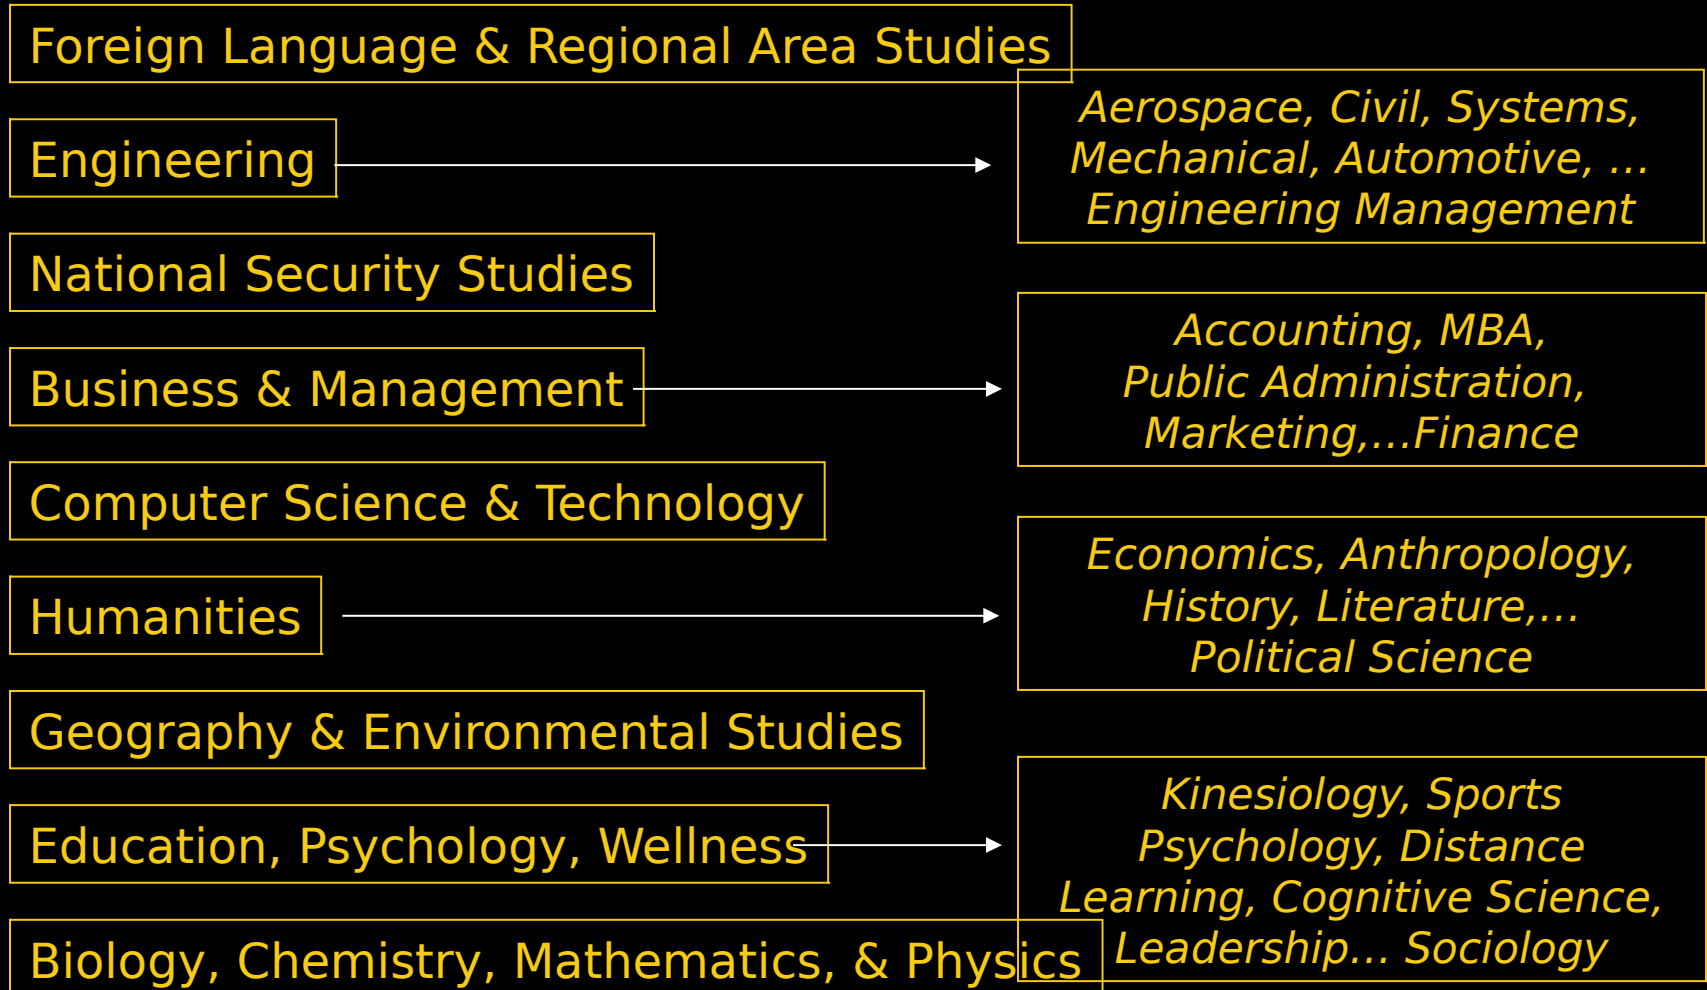 Foreign Language & Regional Area Studies
Engineering
Aerospace, Civil, Systems,
Mechanical, Automotive, ...
Engineering Management
National Security Studies
Business & Management
Accounting, MBA,
Public Administration,
Marketing,...Finance
Computer Science & Technology
Humanities
Economics, Anthropology,
History, Literature,...
Political Science
Geography & Environmental Studies
Education, Psychology, Wellness
Kinesiology, Sports
Psychology, Distance
Learning, Cognitive Science,
Leadership... Sociology
Biology, Chemistry, Mathematics, & Physics